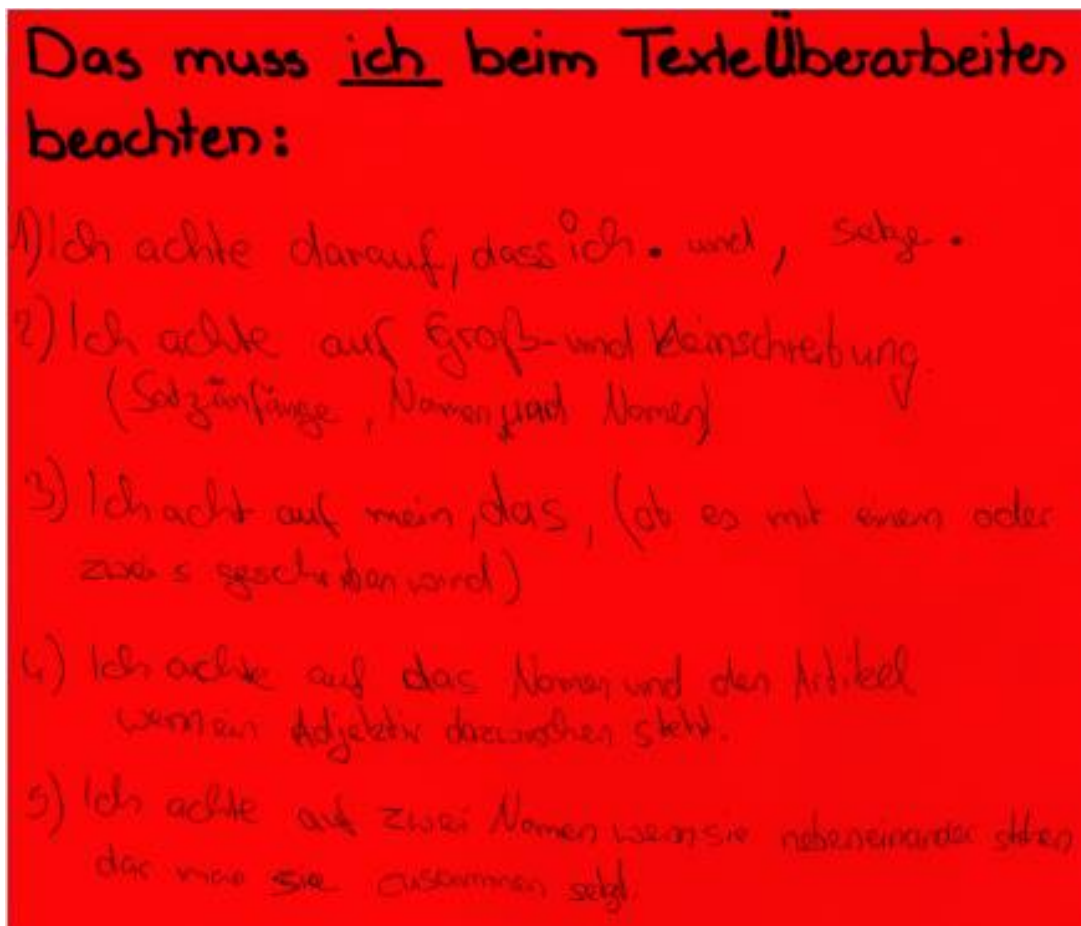 Das muss ich beim Texte Überarbeiten
beachten:
1) Ich achte darauf, dass ich . und , setze .
2) Ich achte auf Groß- und Kleinschreibung.
(Satzanfänge, Namen, und Nomen)
3) Ich acht auf mein, das, (ob es mit einen oder
zwei s geschrieben wird)
4) Ich achte auf das Nomen und den Artikel
wenn ein Adjektiv dazwischen steht.
5) Ich achte auf zwei Nomen wenn sie nebeneinander stehen
das man sie zusammen setzt.